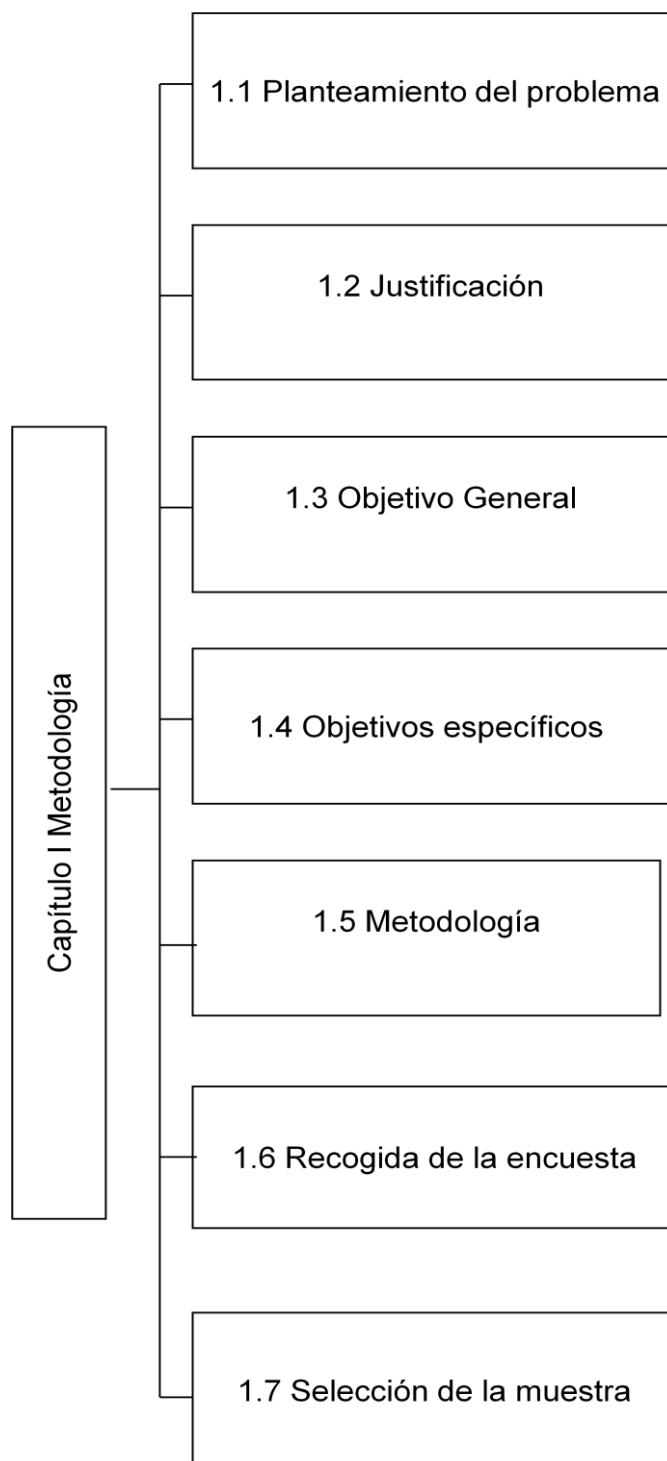 Capítulo I Metodología
1.1 Planteamiento del problema
1.2 Justificación
1.3 Objetivo General
1.4 Objetivos específicos
1.5 Metodología
1.6 Recogida de la encuesta
1.7 Selección de la muestra